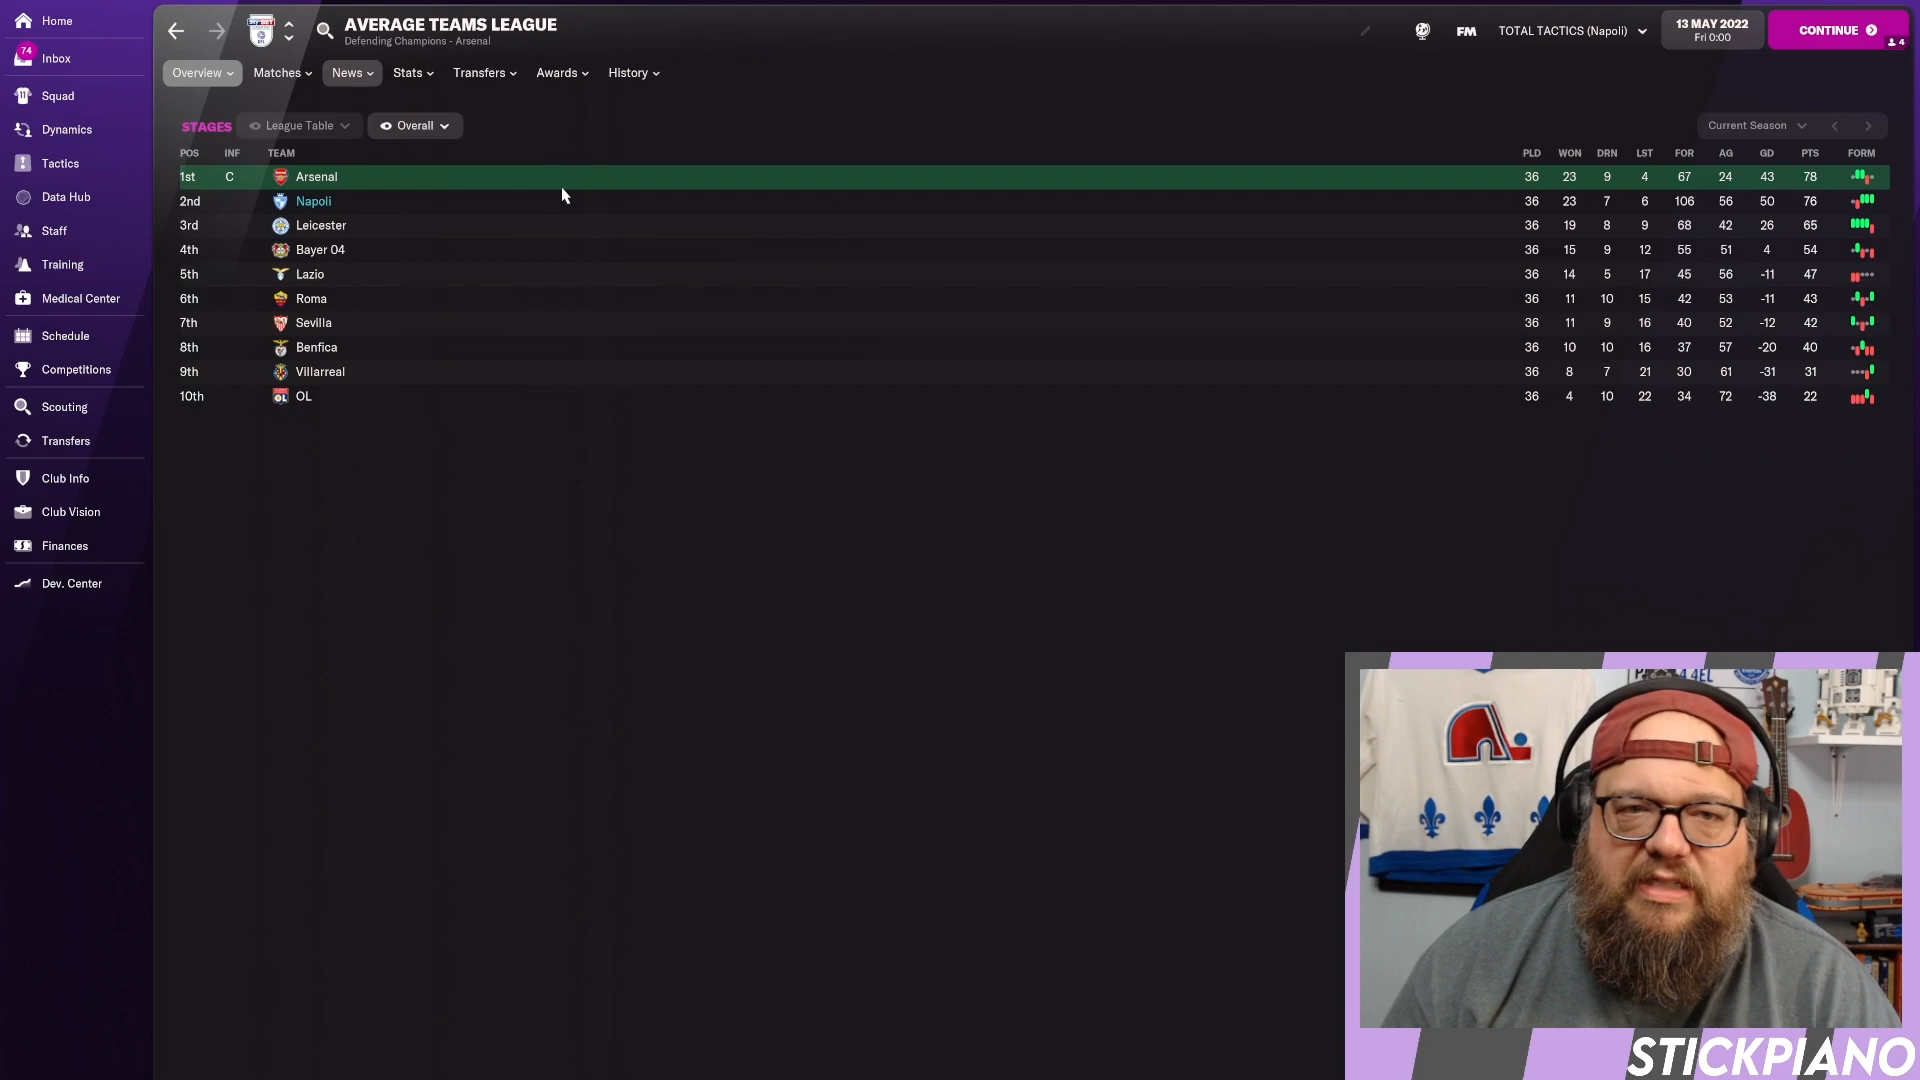 Home
74
Inbox
Squad
Dynamics
Tactics
Data Hub
Staff
Training
Medical Center
Schedule
Competitions
Scouting
Transfers
Club Info
Club Vision
Finances
Dev. Center
AVERAGE TEAMS LEAGUE
Defending Champions - Arsenal
FM
TOTAL TACTICS (Napoli)
13 MAY 2022
Fri 0:00
CONTINUE
4
Overview Matches News Stats Transfers Awards History
STAGES League Table Overall Current Season
POS INF TEAM PLD WON DRN LST FOR AG GD PTS FORM
1st C Arsenal 36 23 9 4 67 24 43 78
2nd Napoli 36 23 7 6 106 56 50 76
3rd Leicester 36 19 8 9 68 42 26 65
4th Bayer 04 36 15 9 12 55 51 4 54
5th Lazio 36 14 5 17 45 56 -11 47
6th Roma 36 11 10 15 42 53 -11 43
7th Sevilla 36 11 9 16 40 52 -12 42
8th Benfica 36 10 10 16 37 57 -20 40
9th Villarreal 36 8 7 21 30 61 -31 31
10th OL 36 4 10 22 34 72 -38 22
STICKPIANO